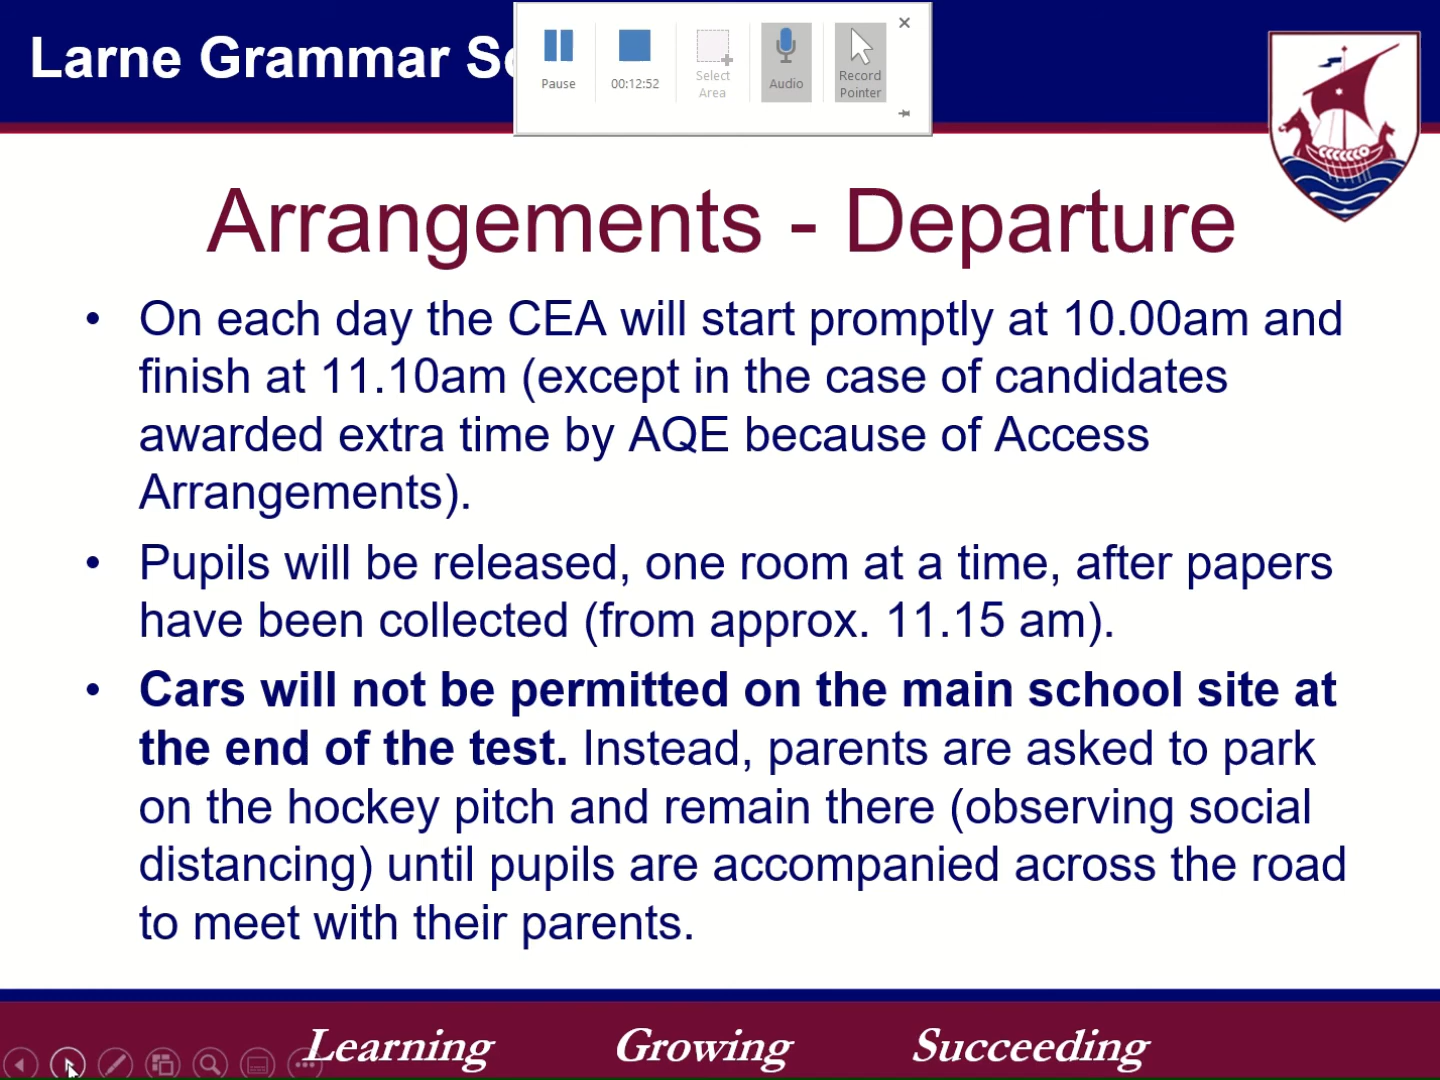 Larne Grammar Sc
Pause
00:12:52
Select
Area
Audio
Record
Pointer
Arrangements - Departure
• On each day the CEA will start promptly at 10.00am and
finish at 11.10am (except in the case of candidates
awarded extra time by AQE because of Access
Arrangements).
• Pupils will be released, one room at a time, after papers
have been collected (from approx. 11.15 am).
• Cars will not be permitted on the main school site at
the end of the test. Instead, parents are asked to park
on the hockey pitch and remain there (observing social
distancing) until pupils are accompanied across the road
to meet with their parents.
Learning Growing Succeeding